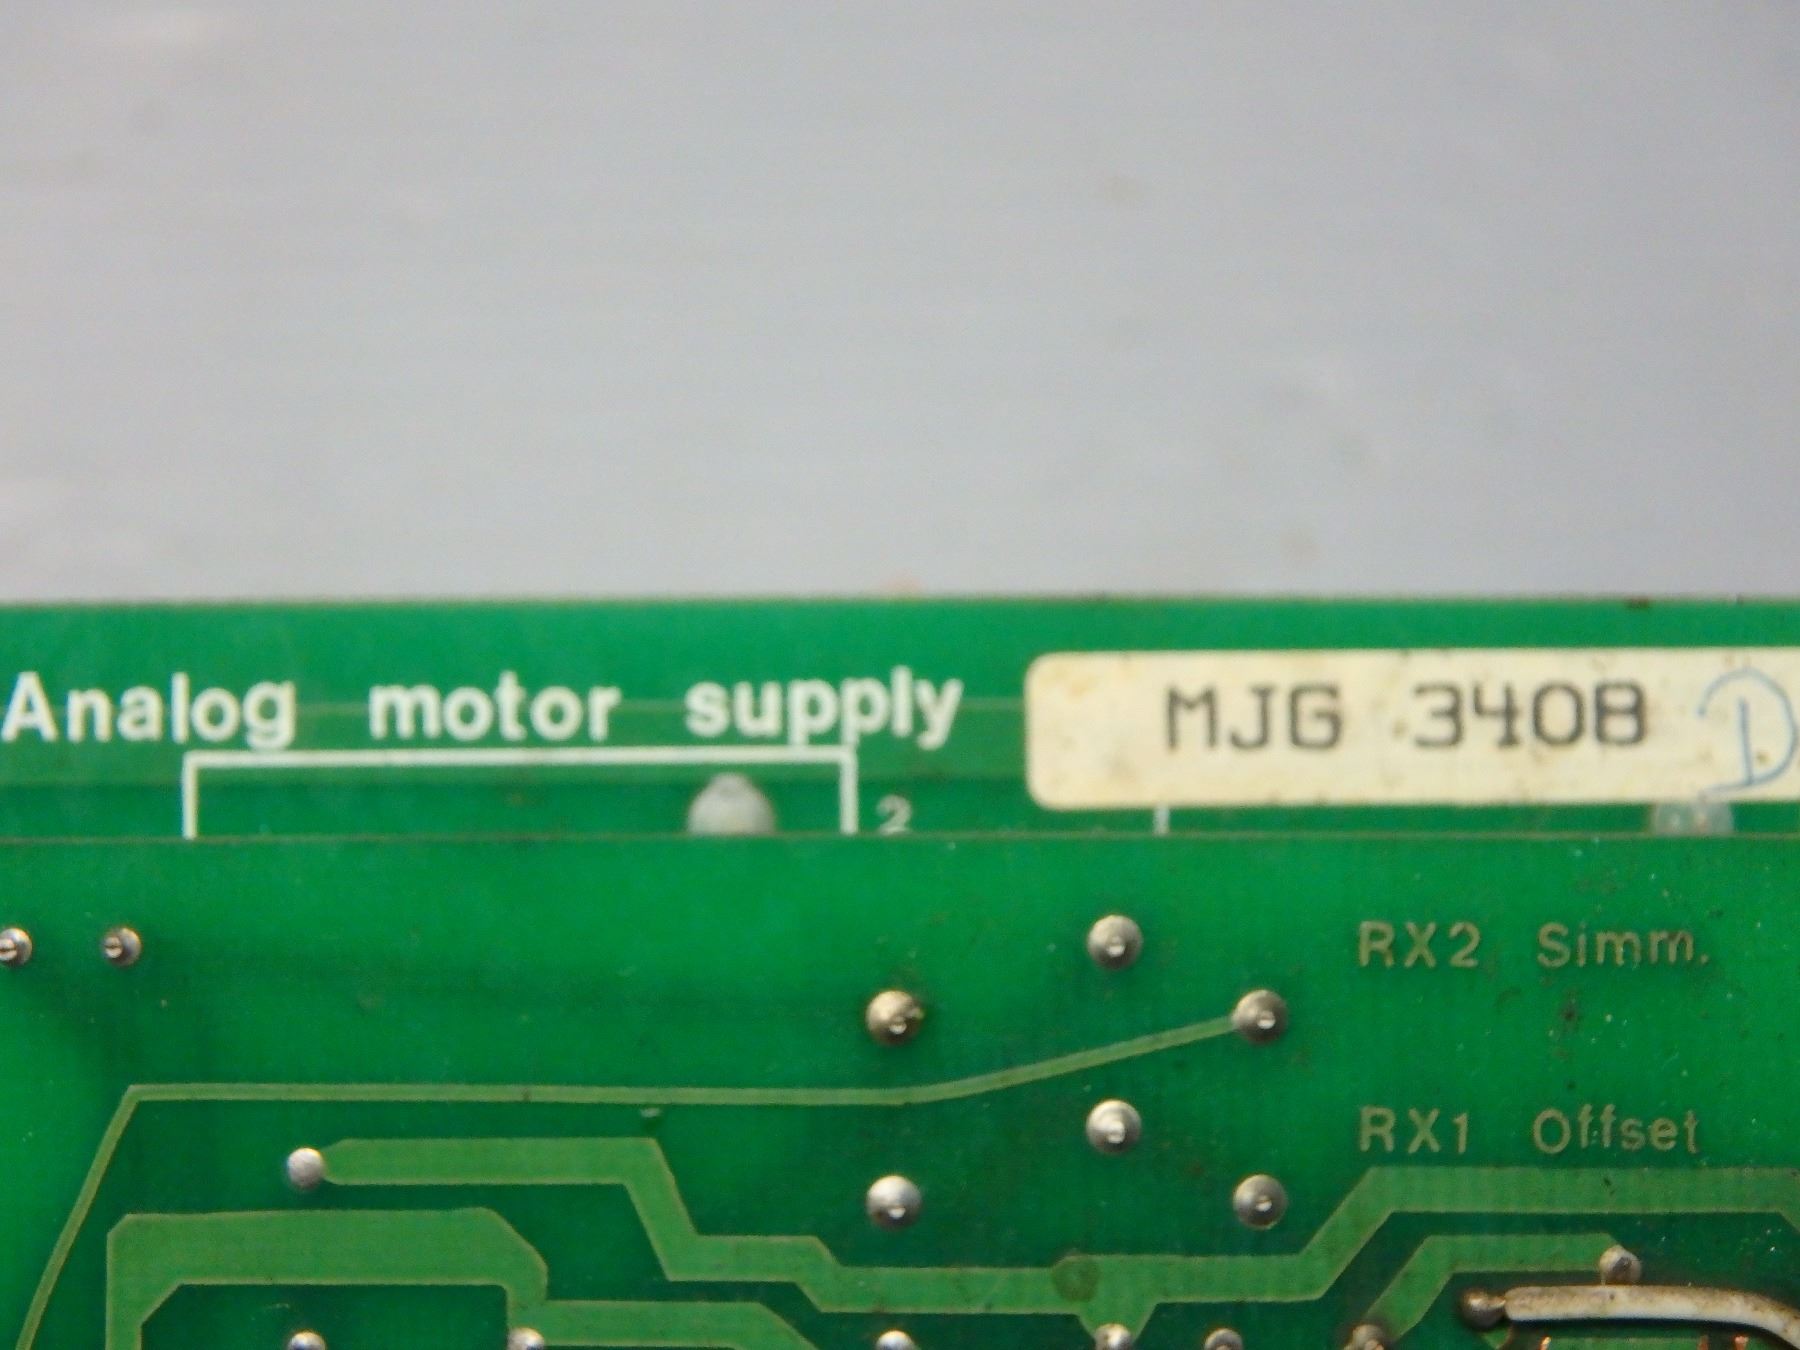 Analog motor supply
MJG 340B D
2
RX2 Simm.
RX1 Offset